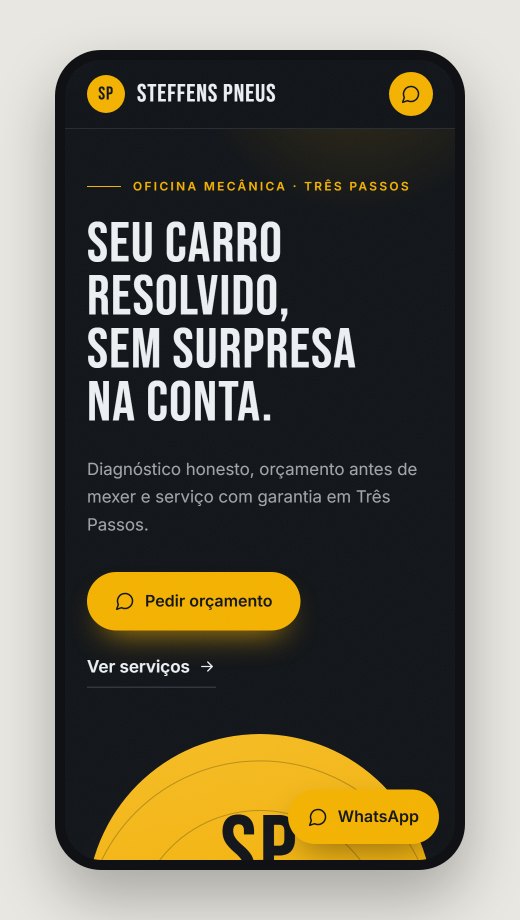 SP STEFFENS PNEUS
OFICINA MECÂNICA · TRÊS PASSOS
SEU CARRO
RESOLVIDO,
SEM SURPRESA
NA CONTA.
Diagnóstico honesto, orçamento antes de
mexer e serviço com garantia em Três
Passos.
Pedir orçamento
Ver serviços →
SP
WhatsApp